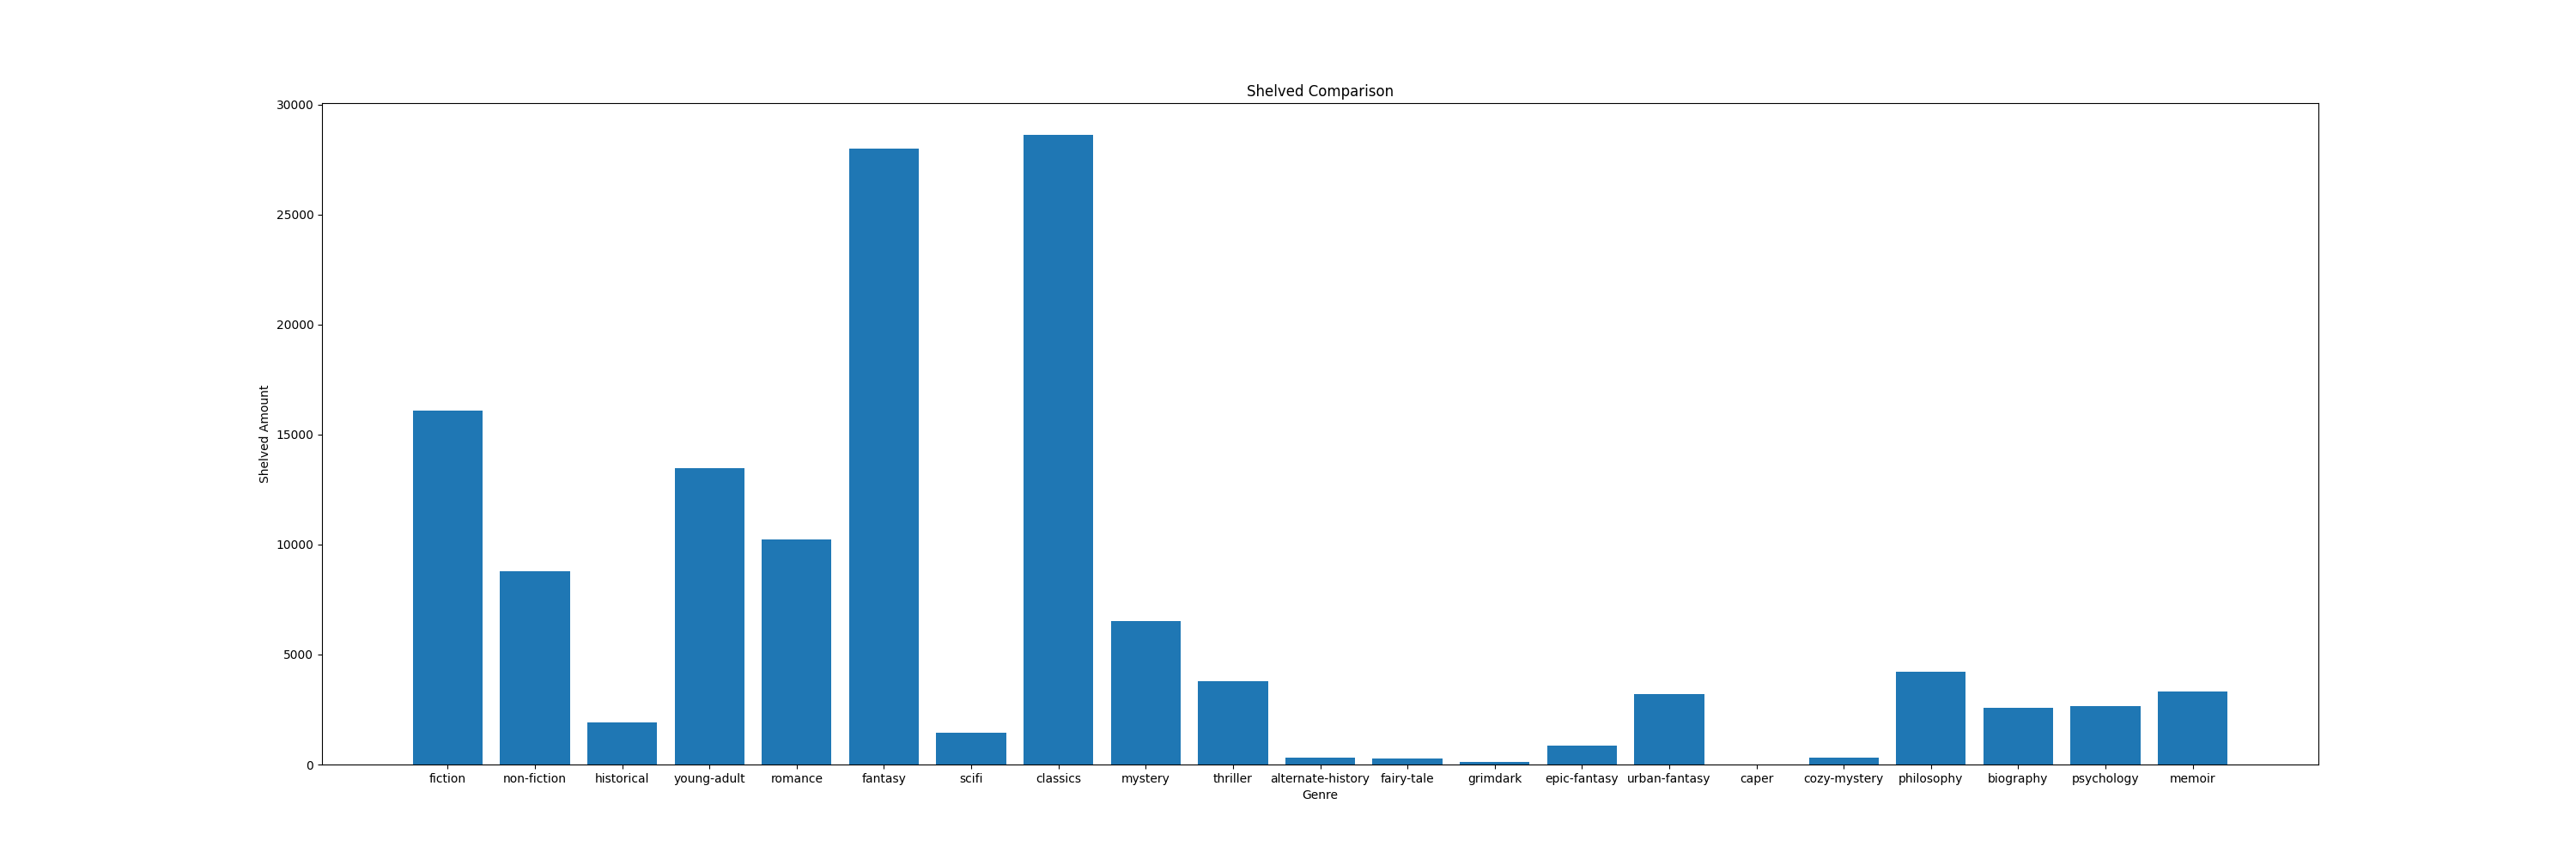 Shelved Comparison
30000
25000
20000
15000
10000
5000
0
Shelved Amount
fiction non-fiction historical young-adult romance fantasy scifi classics mystery thriller alternate-history fairy-tale grimdark epic-fantasy urban-fantasy caper cozy-mystery philosophy biography psychology memoir
Genre